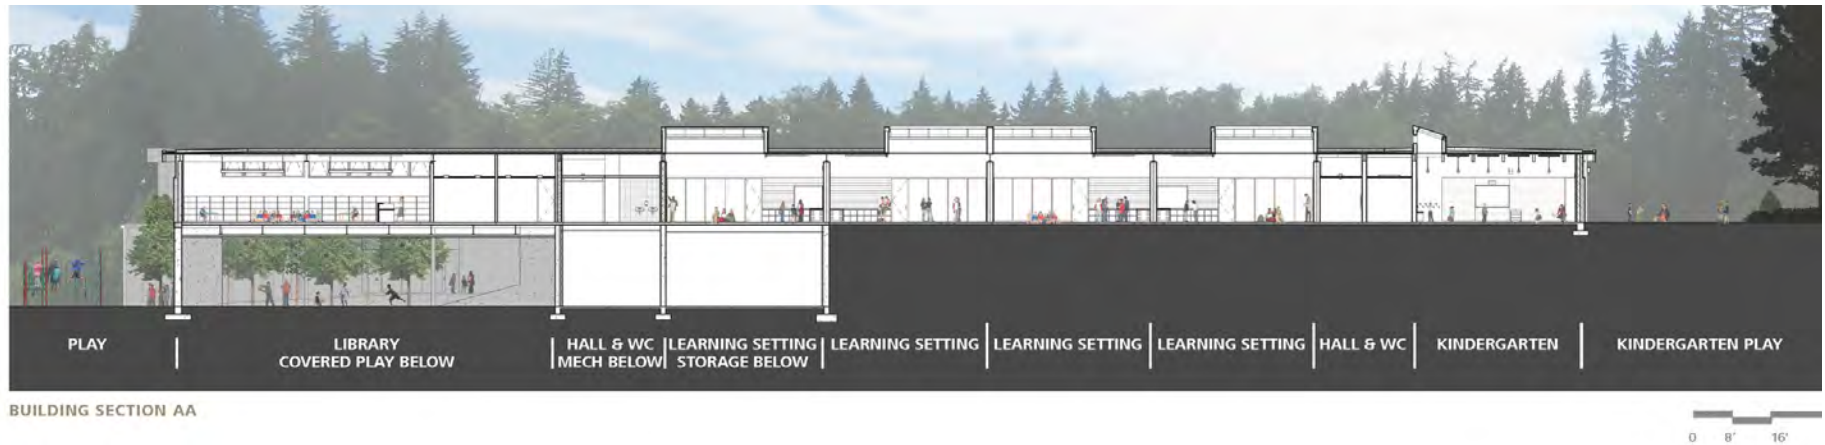 PLAY
LIBRARY
COVERED PLAY BELOW
HALL & WC
MECH BELOW
LEARNING SETTING
STORAGE BELOW
LEARNING SETTING
LEARNING SETTING
LEARNING SETTING
HALL & WC
KINDERGARTEN
KINDERGARTEN PLAY
BUILDING SECTION AA
0 8' 16'